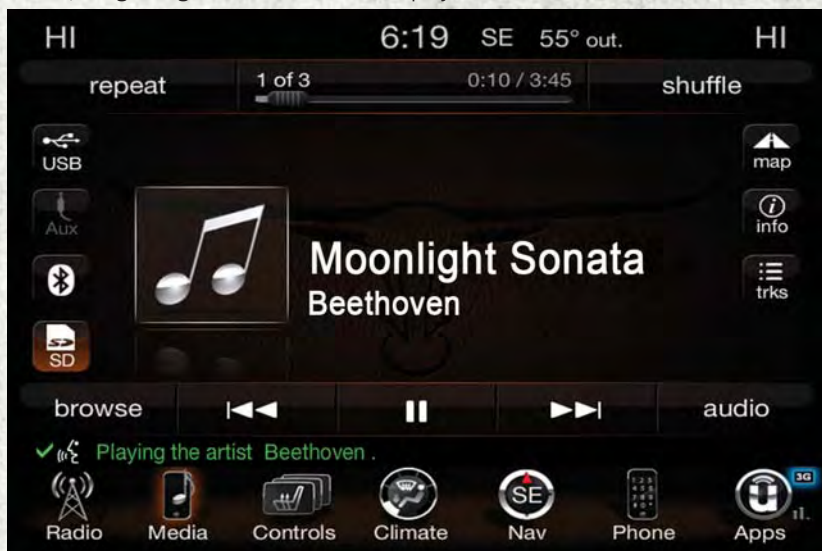 HI 6:19 SE 55° out. HI
repeat 1 of 3 0:10 / 3:45 shuffle
USB
map
Aux
info
Moonlight Sonata
Beethoven
trks
SD
browse audio
Playing the artist Beethoven .
SE
3G
Radio Media Controls Climate Nav Phone Apps